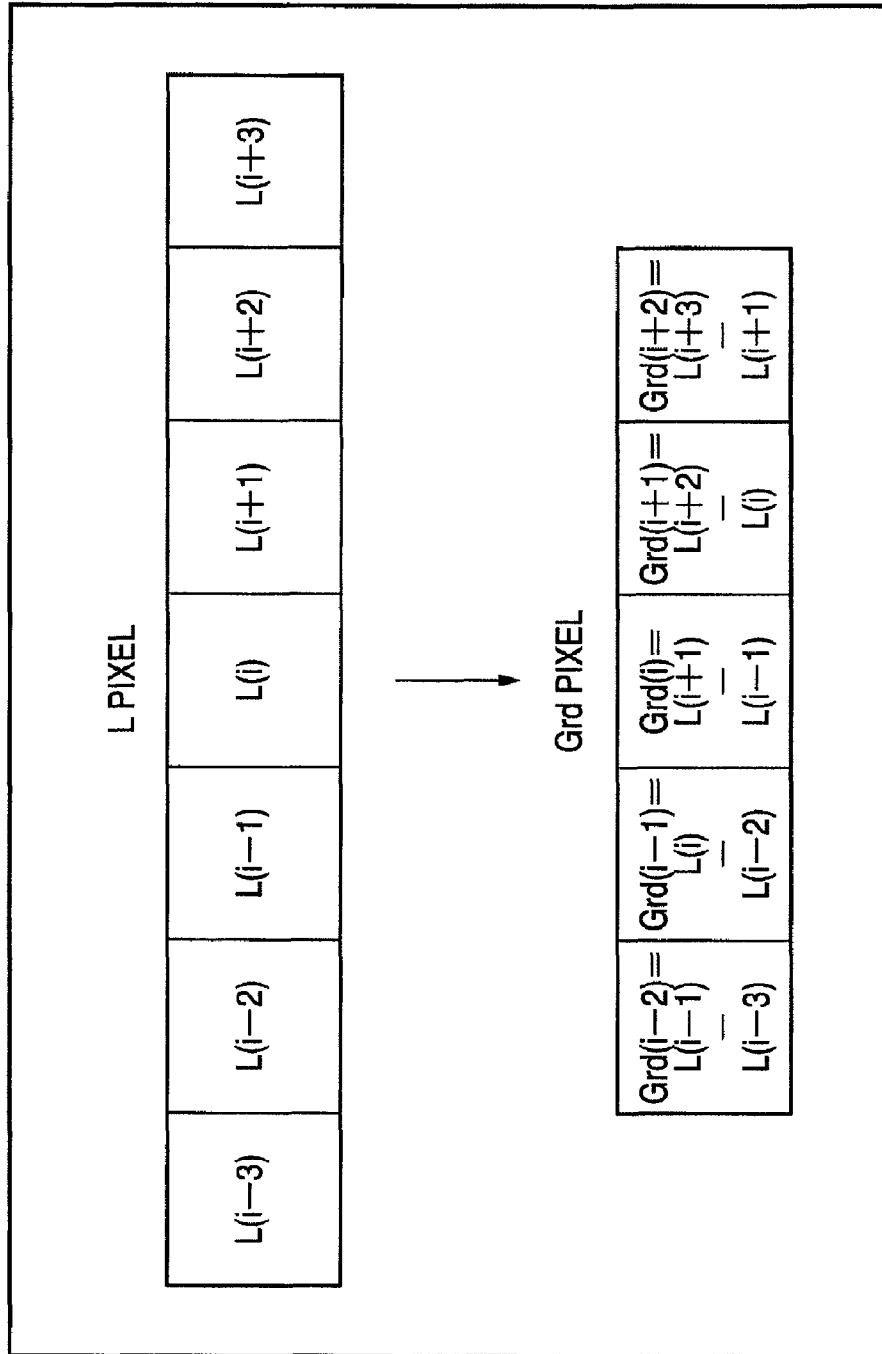 L PIXEL
L(i−3)
L(i−2)
L(i−1)
L(i)
L(i+1)
L(i+2)
L(i+3)
Grd PIXEL
Grd(i−2)=
L(i−1)
−
L(i−3)
Grd(i−1)=
L(i)
−
L(i−2)
Grd(i)=
L(i+1)
−
L(i−1)
Grd(i+1)=
L(i+2)
−
L(i)
Grd(i+2)=
L(i+3)
−
L(i+1)